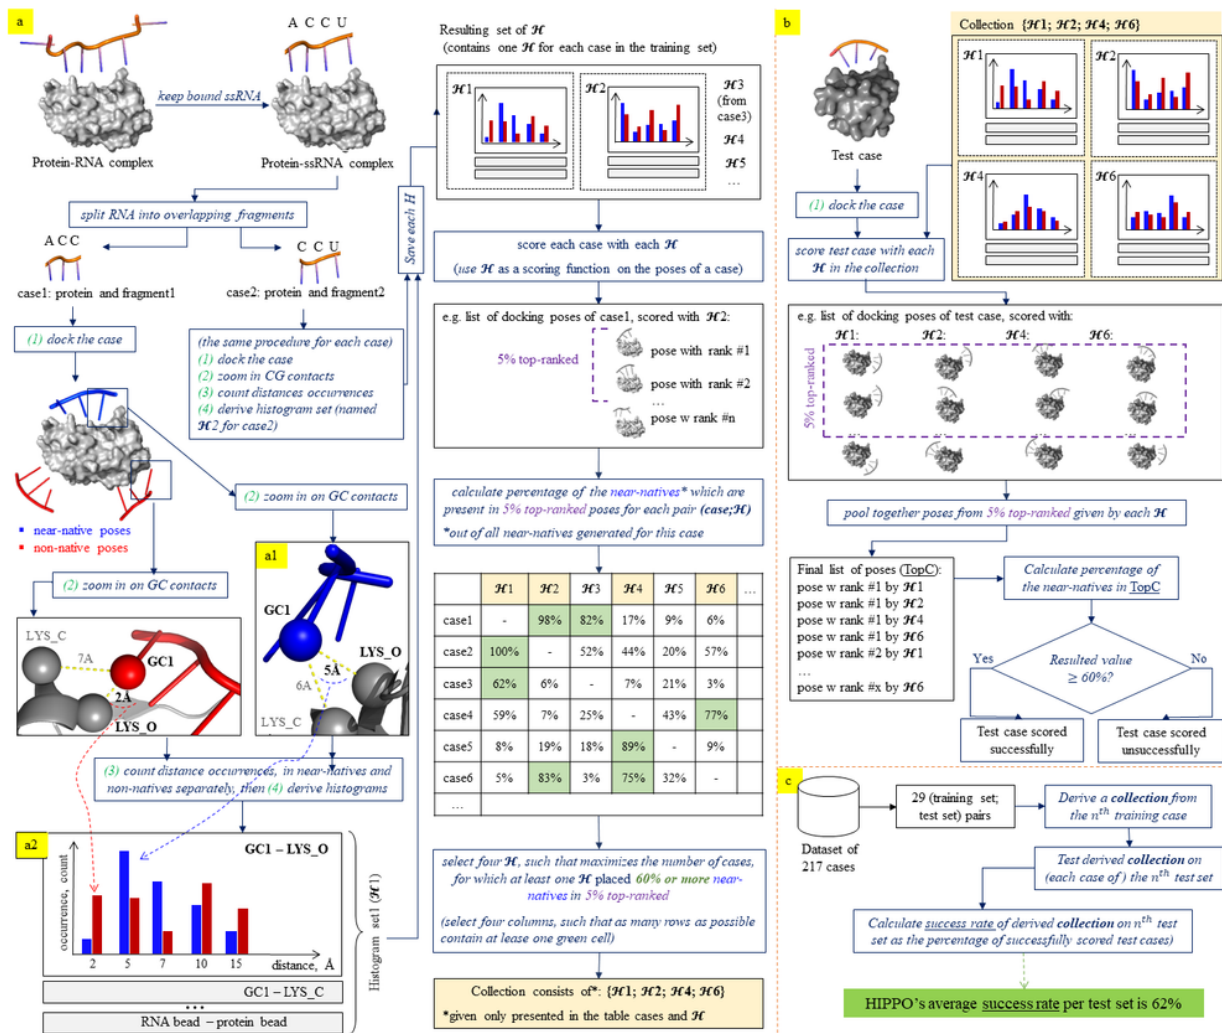 a
A C C U
keep bound ssRNA
Protein-RNA complex
Protein-ssRNA complex
split RNA into overlapping fragments
A C C
C C U
case1: protein and fragment1
case2: protein and fragment2
(1) dock the case
(the same procedure for each case)
(1) dock the case
(2) zoom in CG contacts
(3) count distances occurrences
(4) derive histogram set (named
ℋ2 for case2)
Save each H
near-native poses
non-native poses
(2) zoom in on GC contacts
(2) zoom in on GC contacts
LYS_C
7A
GC1
2A
LYS_O
a1
GC1
LYS_O
5A
6A
LYS_C
(3) count distance occurrences, in near-natives and
non-natives separately, then (4) derive histograms
a2
GC1 – LYS_O
occurrence, count
2 5 7 10 15
distance, Å
GC1 – LYS_C
...
RNA bead – protein bead
Histogram set1 (ℋ1)
Resulting set of ℋ
(contains one ℋ for each case in the training set)
ℋ1
ℋ2
ℋ3
(from
case3)
ℋ4
ℋ5
...
score each case with each ℋ
(use ℋ as a scoring function on the poses of a case)
e.g. list of docking poses of case1, scored with ℋ2:
5% top-ranked
pose with rank #1
pose with rank #2
...
pose w rank #n
calculate percentage of the near-natives* which are
present in 5% top-ranked poses for each pair (case;ℋ)
*out of all near-natives generated for this case
ℋ1 ℋ2 ℋ3 ℋ4 ℋ5 ℋ6 ...
case1 - 98% 82% 17% 9% 6%
case2 100% - 52% 44% 20% 57%
case3 62% 6% - 7% 21% 3%
case4 59% 7% 25% - 43% 77%
case5 8% 19% 18% 89% - 9%
case6 5% 83% 3% 75% 32% -
...
select four ℋ, such that maximizes the number of cases,
for which at least one ℋ placed 60% or more near-
natives in 5% top-ranked
(select four columns, such that as many rows as possible
contain at lease one green cell)
Collection consists of*: {ℋ1; ℋ2; ℋ4; ℋ6}
*given only presented in the table cases and ℋ
b
Test case
Collection {ℋ1; ℋ2; ℋ4; ℋ6}
ℋ1
ℋ2
ℋ4
ℋ6
(1) dock the case
score test case with each
ℋ in the collection
e.g. list of docking poses of test case, scored with:
ℋ1: ℋ2: ℋ4: ℋ6:
5% top-ranked
... ... ... ...
pool together poses from 5% top-ranked given by each ℋ
Final list of poses (TopC):
pose w rank #1 by ℋ1
pose w rank #1 by ℋ2
pose w rank #1 by ℋ4
pose w rank #1 by ℋ6
pose w rank #2 by ℋ1
...
pose w rank #x by ℋ6
Calculate percentage of
the near-natives in TopC
Yes
No
Resulted value
≥ 60%?
Test case scored
successfully
Test case scored
unsuccessfully
c
Dataset of
217 cases
29 (training set;
test set) pairs
Derive a collection from
the nth training case
Test derived collection on
(each case of) the nth test set
Calculate success rate of derived collection on nth test
set as the percentage of successfully scored test cases)
HIPPO's average success rate per test set is 62%